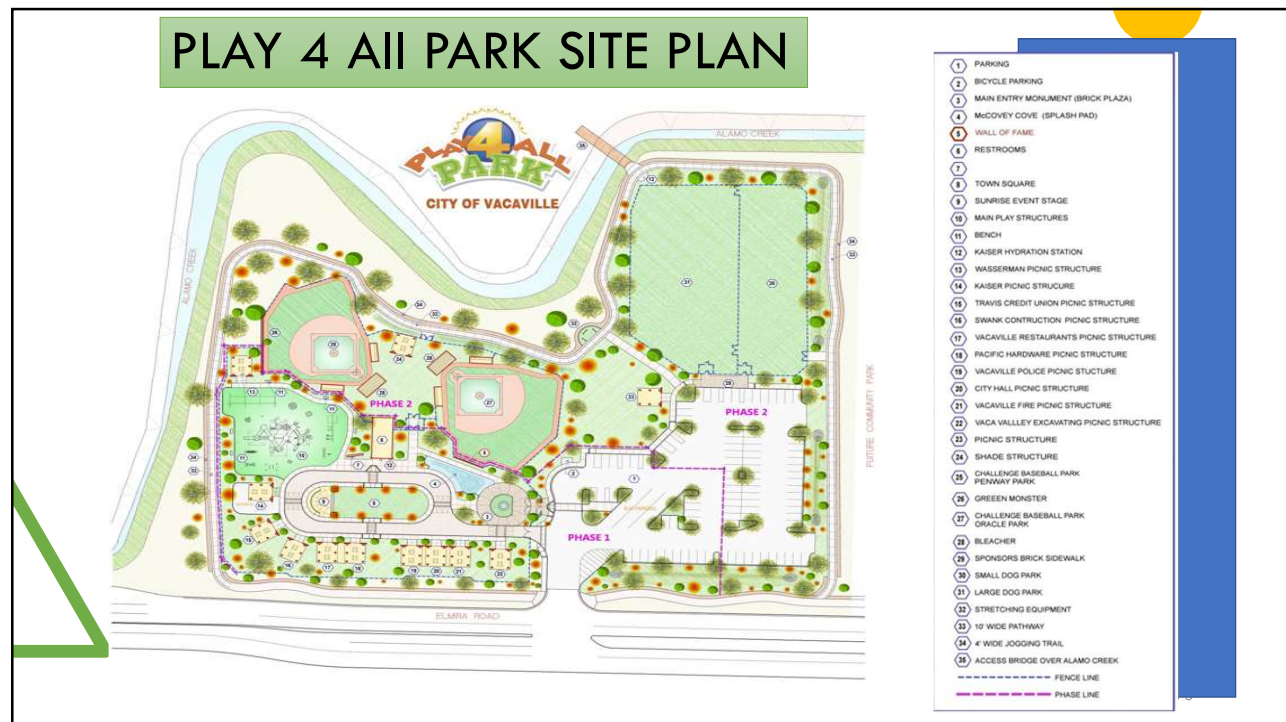 PLAY 4 All PARK SITE PLAN
PLAY 4 ALL
PARK
CITY OF VACAVILLE
ALAMO CREEK
ALAMO CREEK
FUTURE COMMUNITY PARK
PHASE 2
PHASE 2
PHASE 1
ELMIRA ROAD
1 PARKING
2 BICYCLE PARKING
3 MAIN ENTRY MONUMENT (BRICK PLAZA)
4 McCOVEY COVE (SPLASH PAD)
5 WALL OF FAME
6 RESTROOMS
7
8 TOWN SQUARE
9 SUNRISE EVENT STAGE
10 MAIN PLAY STRUCTURES
11 BENCH
12 KAISER HYDRATION STATION
13 WASSERMAN PICNIC STRUCTURE
14 KAISER PICNIC STRUCURE
15 TRAVIS CREDIT UNION PICNIC STRUCTURE
16 SWANK CONTRUCTION PICNIC STRUCTURE
17 VACAVILLE RESTAURANTS PICNIC STRUCTURE
18 PACIFIC HARDWARE PICNIC STRUCTURE
19 VACAVILLE POLICE PICNIC STUCTURE
20 CITY HALL PICNIC STRUCTURE
21 VACAVILLE FIRE PICNIC STRUCTURE
22 VACA VALLLEY EXCAVATING PICNIC STRUCTURE
23 PICNIC STRUCTURE
24 SHADE STRUCTURE
25 CHALLENGE BASEBALL PARK
PENWAY PARK
26 GREEEN MONSTER
27 CHALLENGE BASEBALL PARK
ORACLE PARK
28 BLEACHER
29 SPONSORS BRICK SIDEWALK
30 SMALL DOG PARK
31 LARGE DOG PARK
32 STRETCHING EQUIPMENT
33 10' WIDE PATHWAY
34 4' WIDE JOGGING TRAIL
35 ACCESS BRIDGE OVER ALAMO CREEK
FENCE LINE
PHASE LINE